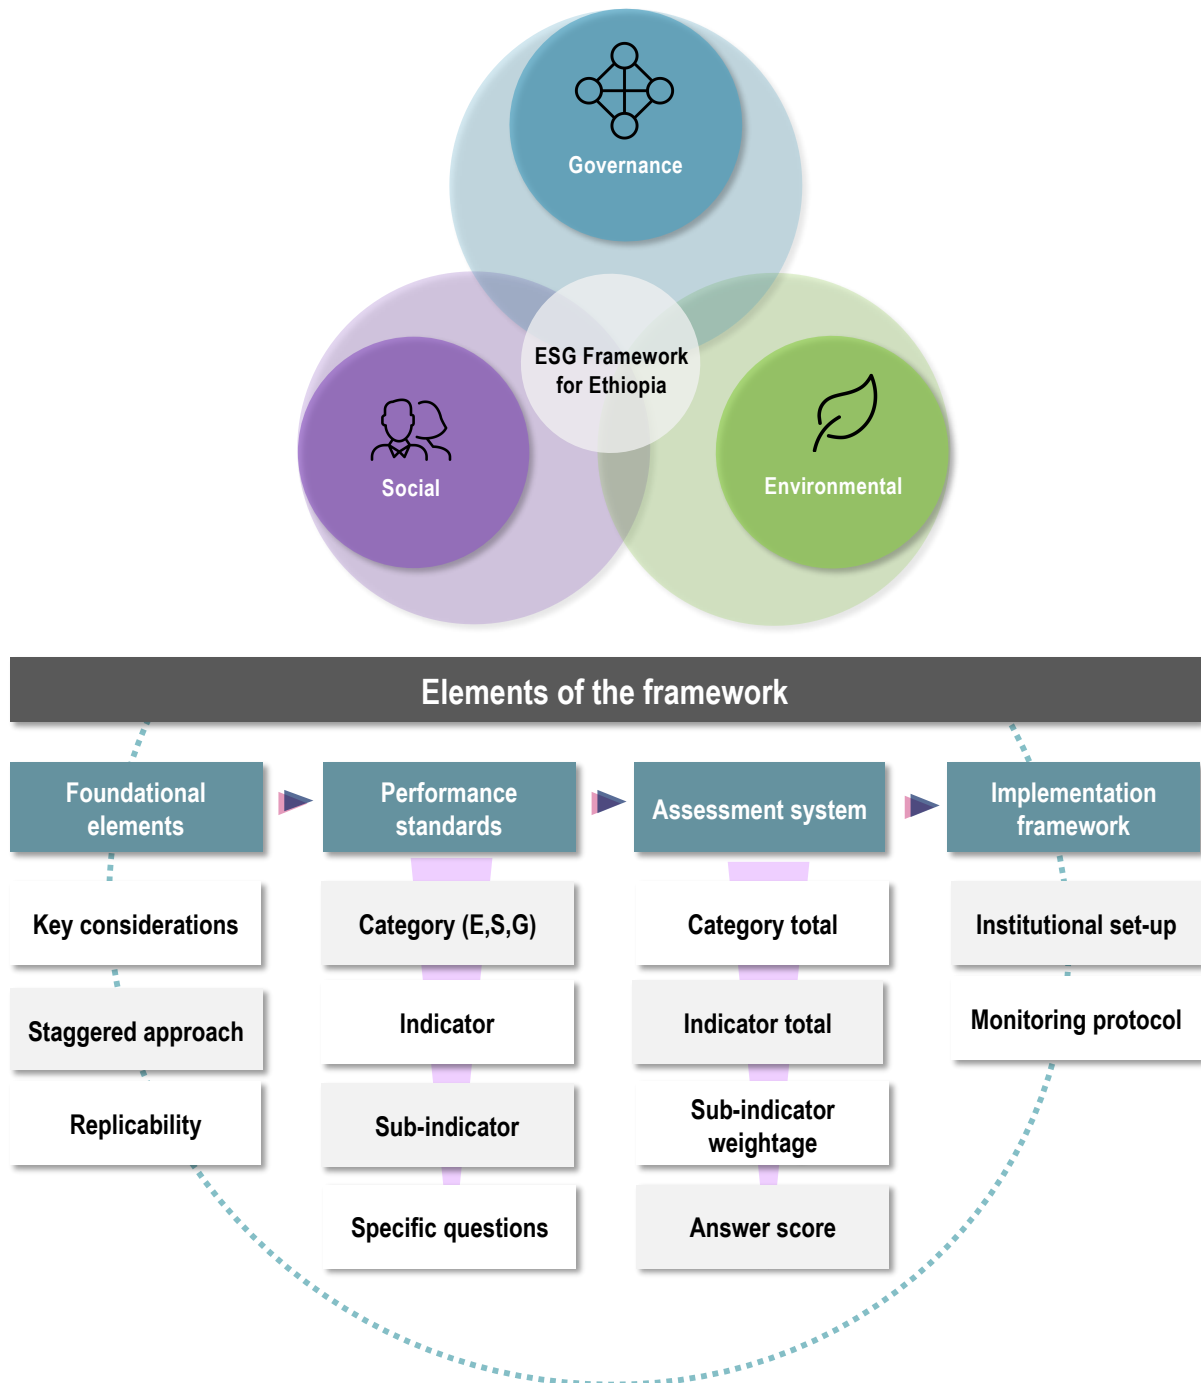 Governance
ESG Framework
for Ethiopia
Social
Environmental
Elements of the framework
Foundational
elements
Performance
standards
Assessment system
Implementation
framework
Key considerations
Staggered approach
Replicability
Category (E,S,G)
Indicator
Sub-indicator
Specific questions
Category total
Indicator total
Sub-indicator
weightage
Answer score
Institutional set-up
Monitoring protocol